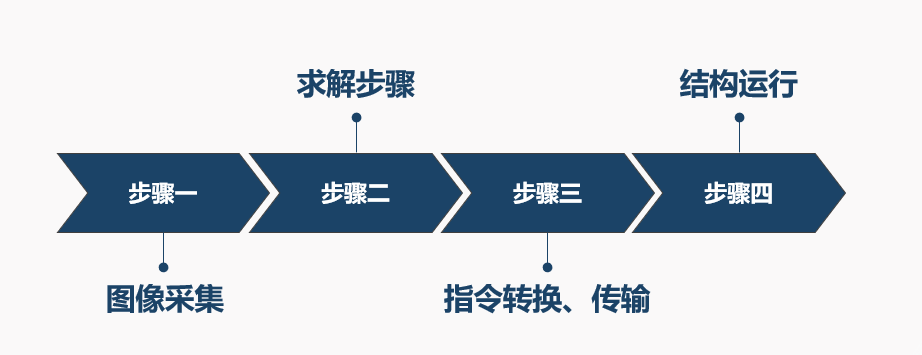 求解步骤
结构运行
步骤一
步骤二
步骤三
步骤四
图像采集
指令转换、传输